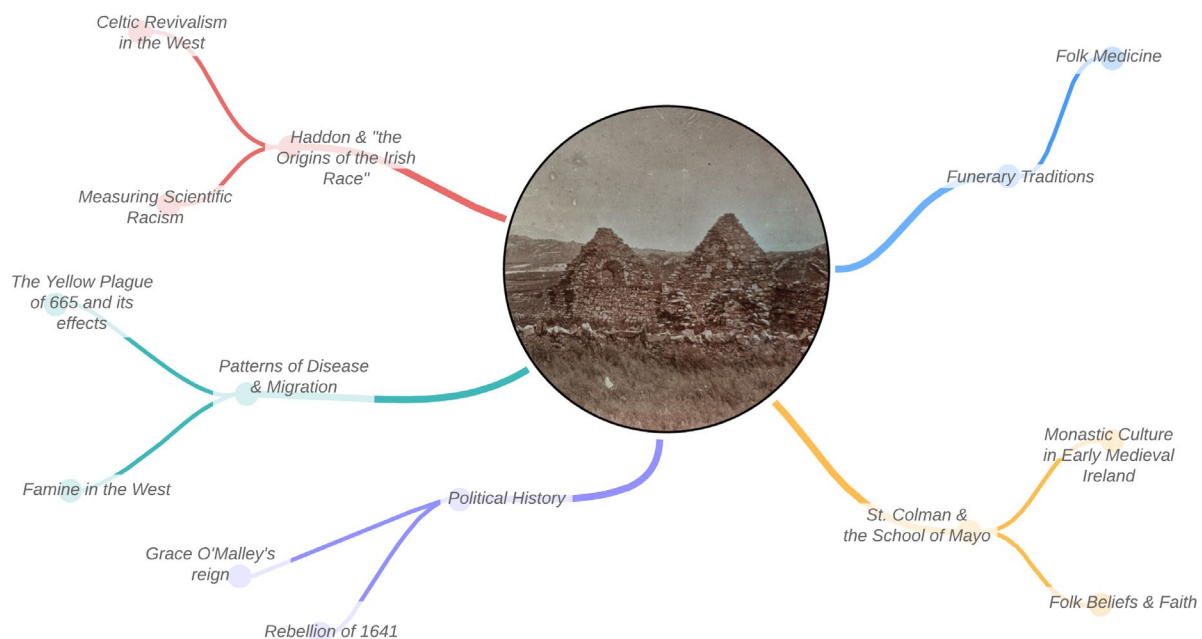 Celtic Revivalism
in the West
Haddon & "the
Origins of the Irish
Race"
Measuring Scientific
Racism
The Yellow Plague
of 665 and its
effects
Patterns of Disease
& Migration
Famine in the West
Political History
Grace O'Malley's
reign
Rebellion of 1641
Folk Medicine
Funerary Traditions
Monastic Culture
in Early Medieval
Ireland
St. Colman &
the School of Mayo
Folk Beliefs & Faith